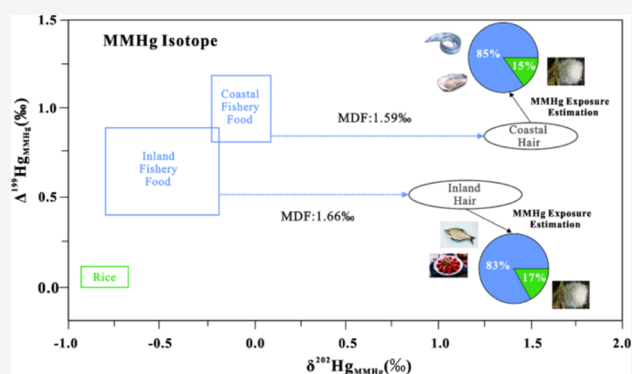 MMHg Isotope
1.5
1.0
0.5
0.0
Δ¹⁹⁹Hg_MMHg(‰)
Coastal
Fishery
Food
Inland
Fishery
Food
Rice
MDF:1.59‰
MDF:1.66‰
85%
15%
MMHg Exposure
Estimation
Coastal
Hair
Inland
Hair
MMHg Exposure
Estimation
83%
17%
-1.0
-0.5
0.0
0.5
1.0
1.5
2.0
δ²⁰²Hg_MMHg(‰)